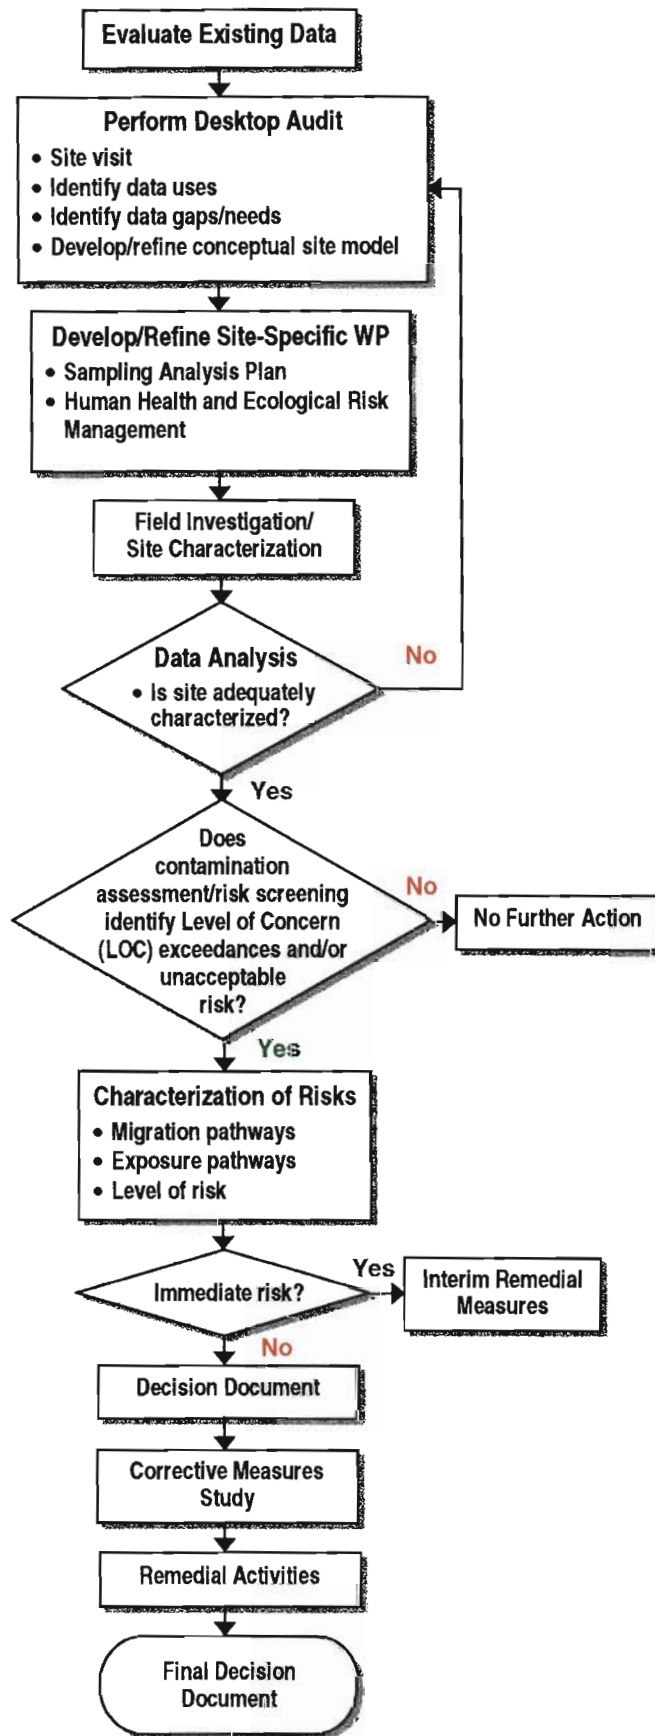 Evaluate Existing Data
Perform Desktop Audit
• Site visit
• Identify data uses
• Identify data gaps/needs
• Develop/refine conceptual site model
Develop/Refine Site-Specific WP
• Sampling Analysis Plan
• Human Health and Ecological Risk
Management
Field Investigation/
Site Characterization
Data Analysis
• Is site adequately
characterized?
No
Yes
Does
contamination
assessment/risk screening
identify Level of Concern
(LOC) exceedances and/or
unacceptable
risk?
No
No Further Action
Yes
Characterization of Risks
• Migration pathways
• Exposure pathways
• Level of risk
Immediate risk?
Yes
Interim Remedial
Measures
No
Decision Document
Corrective Measures
Study
Remedial Activities
Final Decision
Document